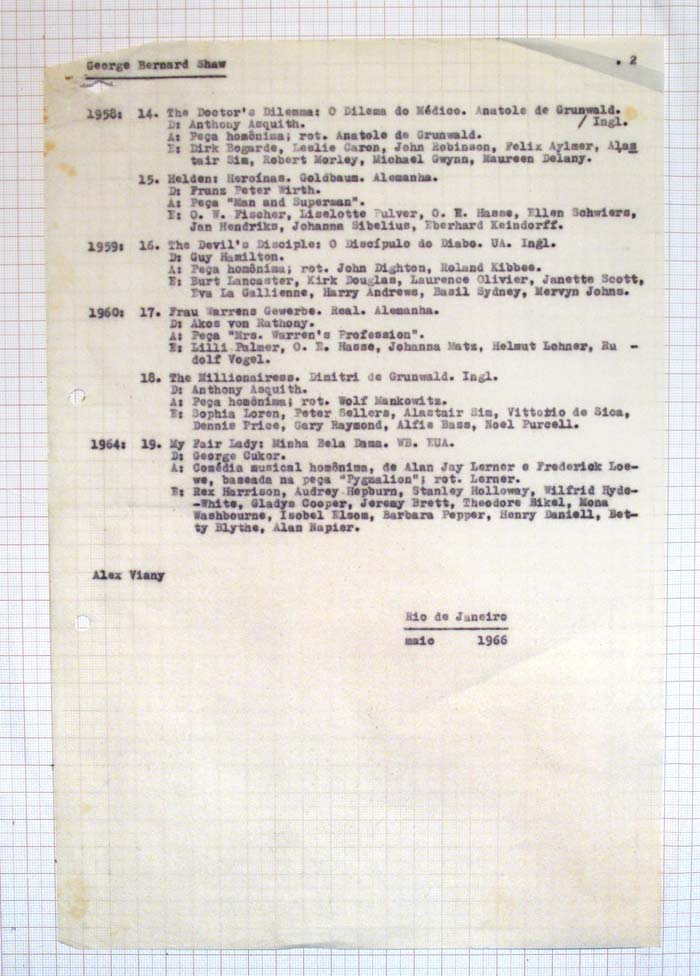 George Bernard Shaw . 2
1958: 14. The Doctor's Dilemma: O Dilema do Médico. Anatole de Grunwald.
/ Ingl.
D: Anthony Asquith.
A: Peça homônima; rot. Anatole de Grunwald.
E: Dirk Bogarde, Leslie Caron, John Robinson, Felix Aylmer, Alas
tair Sim, Robert Morley, Michael Gwynn, Maureen Delany.
15. Helden: Heroínas. Goldbaum. Alemanha.
D: Franz Peter Wirth.
A: Peça "Man and Superman".
E: O. W. Fischer, Liselotte Pulver, O. E. Hasse, Ellen Schwiers,
Jan Hendriks, Johanna Sibelius, Eberhard Keindorff.
1959: 16. The Devil's Disciple: O Discípulo do Diabo. UA. Ingl.
D: Guy Hamilton.
A: Peça homônima; rot. John Dighton, Roland Kibbee.
E: Burt Lancaster, Kirk Douglas, Laurence Olivier, Janette Scott,
Eva La Gallienne, Harry Andrews, Basil Sydney, Mervyn Johns.
1960: 17. Frau Warrens Gewerbe. Real. Alemanha.
D: Akos von Rathony.
A: Peça "Mrs. Warren's Profession".
E: Lilli Palmer, O. E. Hasse, Johanna Matz, Helmut Lohner, Ru -
dolf Vogel.
18. The Millionairess. Dimitri de Grunwald. Ingl.
D: Anthony Asquith.
A: Peça homônima; rot. Wolf Mankowitz.
E: Sophia Loren, Peter Sellers, Alastair Sim, Vittorio de Sica,
Dennis Price, Gary Raymond, Alfie Bass, Noel Purcell.
1964: 19. My Fair Lady: Minha Bela Dama. WB. EUA.
D: George Cukor.
A: Comédia musical homônima, de Alan Jay Lerner e Frederick Loe-
we, baseada na peça "Pygmalion"; rot. Lerner.
E: Rex Harrison, Audrey Hepburn, Stanley Holloway, Wilfrid Hyde-
-White, Gladys Cooper, Jeremy Brett, Theodore Bikel, Mona
Washbourne, Isobel Elsom, Barbara Pepper, Henry Daniell, Bet-
ty Blythe, Alan Napier.
Alex Viany
Rio de Janeiro
maio 1966